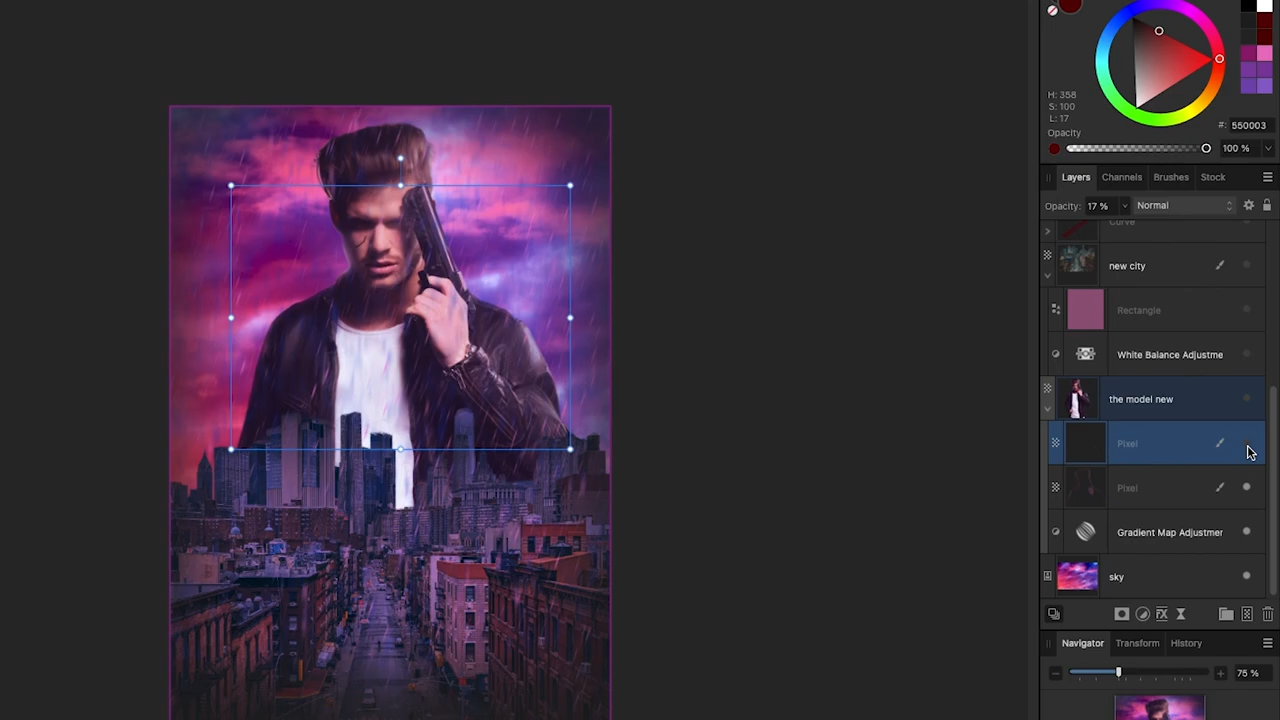 H: 358
S: 100
L: 17
#: 550003
Opacity
100 %
Layers Channels Brushes Stock
Opacity: 17 % Normal
Curve
new city
Rectangle
White Balance Adjustme
the model new
Pixel
Pixel
Gradient Map Adjustmer
sky
FX
Navigator Transform History
75 %